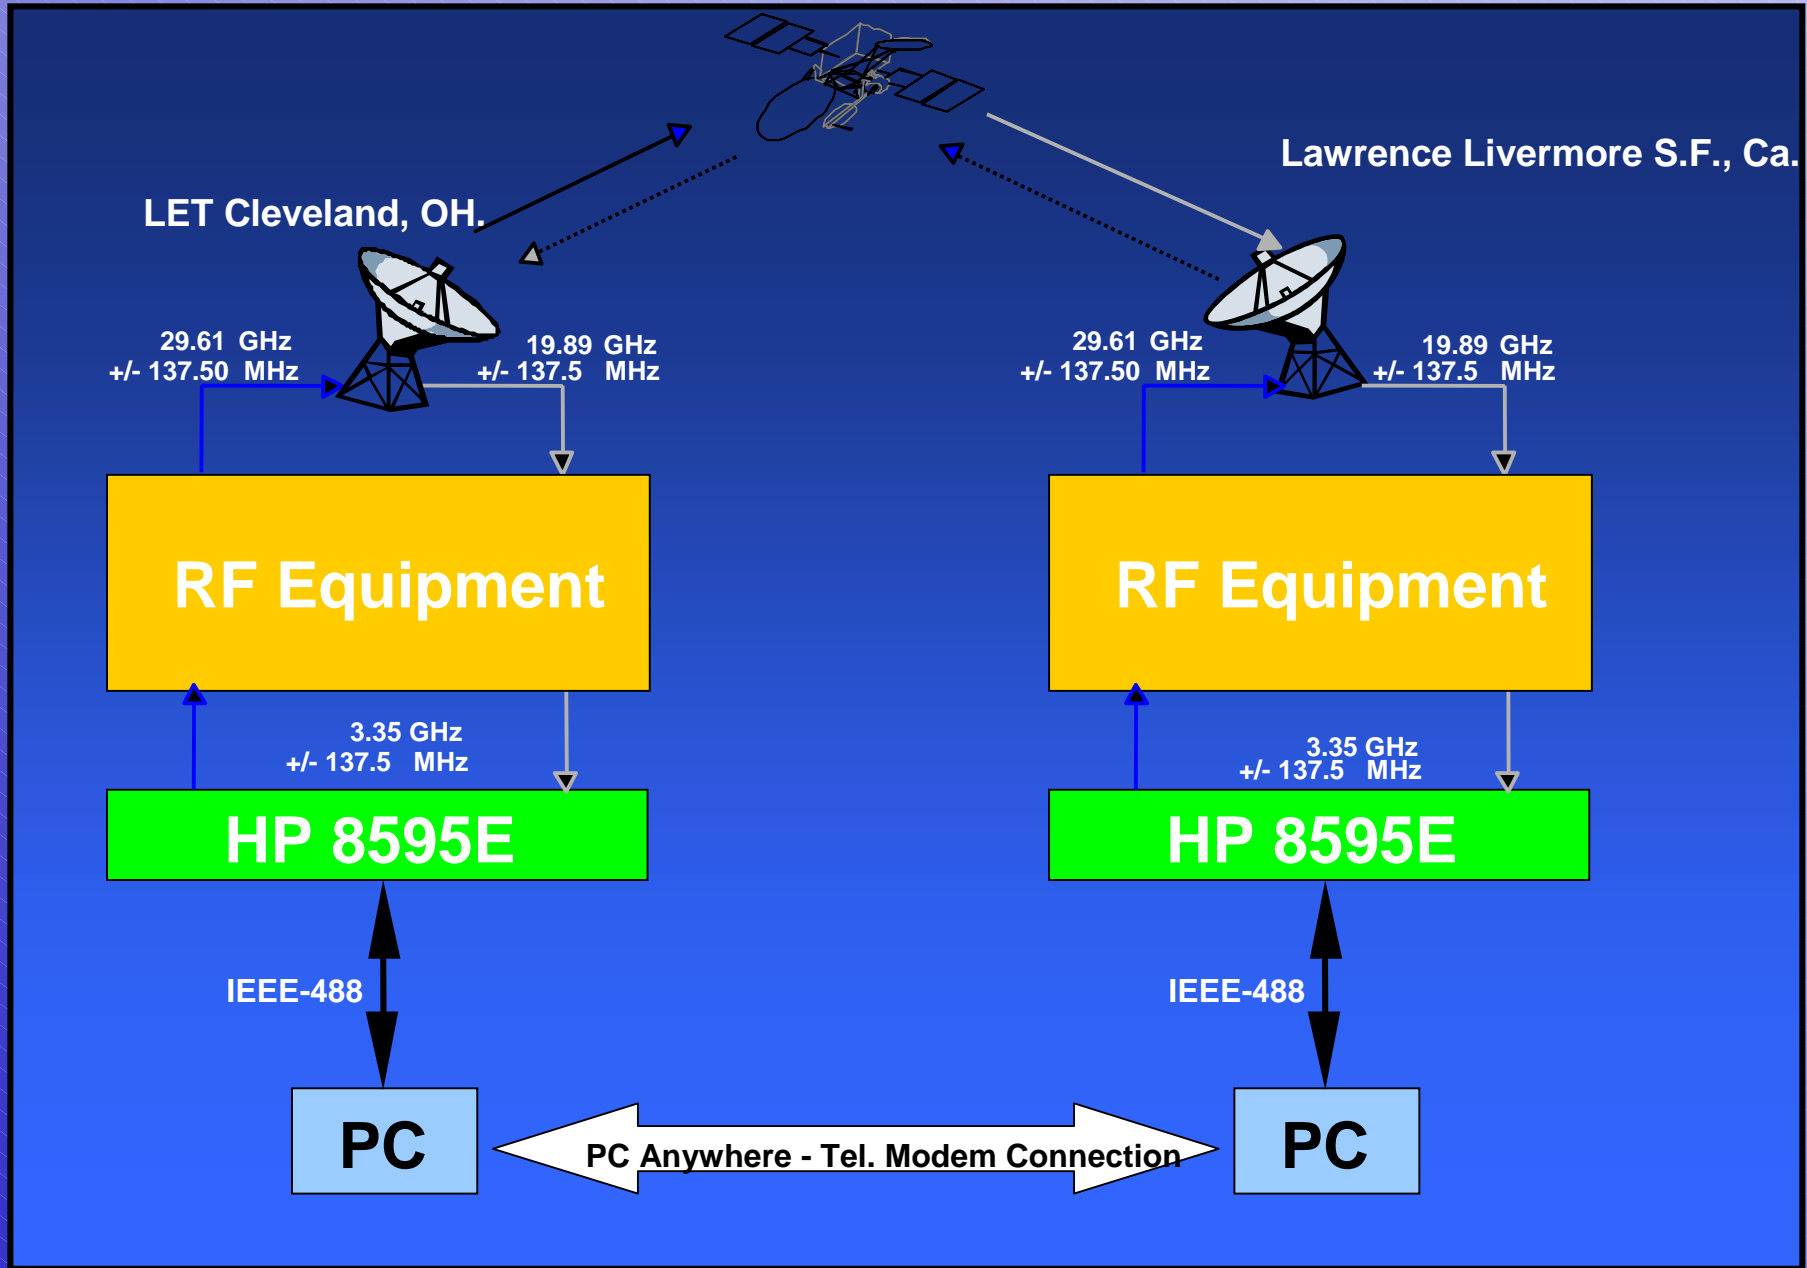 Lawrence Livermore S.F., Ca.
LET Cleveland, OH.
29.61 GHz
+/- 137.50 MHz
19.89 GHz
+/- 137.5 MHz
29.61 GHz
+/- 137.50 MHz
19.89 GHz
+/- 137.5 MHz
RF Equipment
RF Equipment
3.35 GHz
+/- 137.5 MHz
3.35 GHz
+/- 137.5 MHz
HP 8595E
HP 8595E
IEEE-488
IEEE-488
PC
PC Anywhere - Tel. Modem Connection
PC